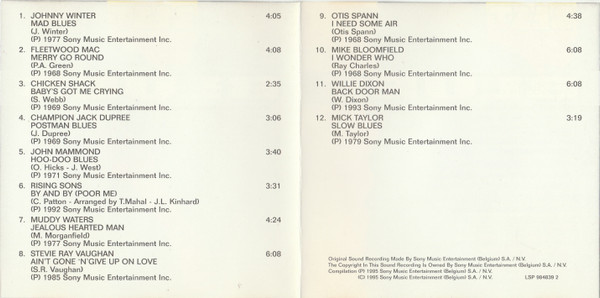 1. JOHNNY WINTER 4:05
MAD BLUES
(J. Winter)
(P) 1977 Sony Music Entertainment Inc.
2. FLEETWOOD MAC 4:08
MERRY GO ROUND
(P.A. Green)
(P) 1968 Sony Music Entertainment Inc.
3. CHICKEN SHACK 2:35
BABY'S GOT ME CRYING
(S. Webb)
(P) 1969 Sony Music Entertainment Inc.
4. CHAMPION JACK DUPREE 3:06
POSTMAN BLUES
(J. Dupree)
(P) 1969 Sony Music Entertainment Inc.
5. JOHN MAMMOND 3:40
HOO-DOO BLUES
(O. Hicks - J. West)
(P) 1971 Sony Music Entertainment Inc.
6. RISING SONS 3:31
BY AND BY (POOR ME)
(C. Patton - Arranged by T.Mahal - J.L. Kinhard)
(P) 1992 Sony Music Entertainment Inc.
7. MUDDY WATERS 4:24
JEALOUS HEARTED MAN
(M. Morganfield)
(P) 1977 Sony Music Entertainment Inc.
8. STEVIE RAY VAUGHAN 6:08
AIN'T GONE 'N'GIVE UP ON LOVE
(S.R. Vaughan)
(P) 1985 Sony Music Entertainment Inc.
9. OTIS SPANN 4:38
I NEED SOME AIR
(Otis Spann)
(P) 1968 Sony Music Entertainment Inc.
10. MIKE BLOOMFIELD 6:08
I WONDER WHO
(Ray Charles)
(P) 1968 Sony Music Entertainment Inc.
11. WILLIE DIXON 6:08
BACK DOOR MAN
(W. Dixon)
(P) 1993 Sony Music Entertainment Inc.
12. MICK TAYLOR 3:19
SLOW BLUES
(M. Taylor)
(P) 1979 Sony Music Entertainment Inc.
Original Sound Recording Made By Sony Music Entertainment (Belgium) S.A. / N.V.
The Copyright In This Sound Recording Is Owned By Sony Music Entertainment (Belgium) S.A. / N.V.
Compilation (P) 1995 Sony Music Entertainment (Belgium) S.A. / N.V.
(C) 1995 Sony Music Entertainment (Belgium) S.A. / N.V. LSP 984839 2